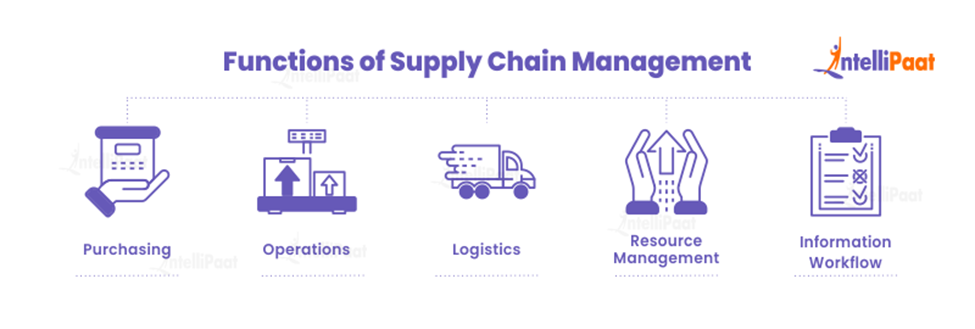 Functions of Supply Chain Management
IntelliPaat
Purchasing
Operations
Logistics
Resource
Management
Information
Workflow